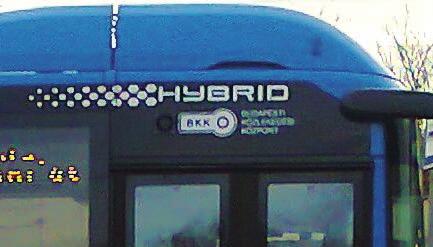 HYBRID
BKK
BUDAPESTI
KÖZLEKEDÉSI
KÖZPONT